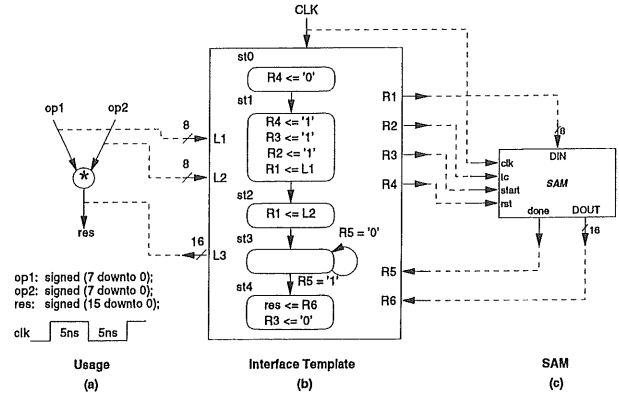 CLK
st0
R4 <= '0'
st1
R4 <= '1'
R3 <= '1'
R2 <= '1'
R1 <= L1
st2
R1 <= L2
st3
R5 = '0'
R5 = '1'
st4
res <= R6
R3 <= '0'
op1 op2
8
L1
8
L2
*
res
16
L3
op1: signed (7 downto 0);
op2: signed (7 downto 0);
res: signed (15 downto 0);
clk 5ns 5ns
R1
R2
R3
R4
R5
R6
8
DIN
clk
lc
start
rst
SAM
done DOUT
16
Usage
(a)
Interface Template
(b)
SAM
(c)